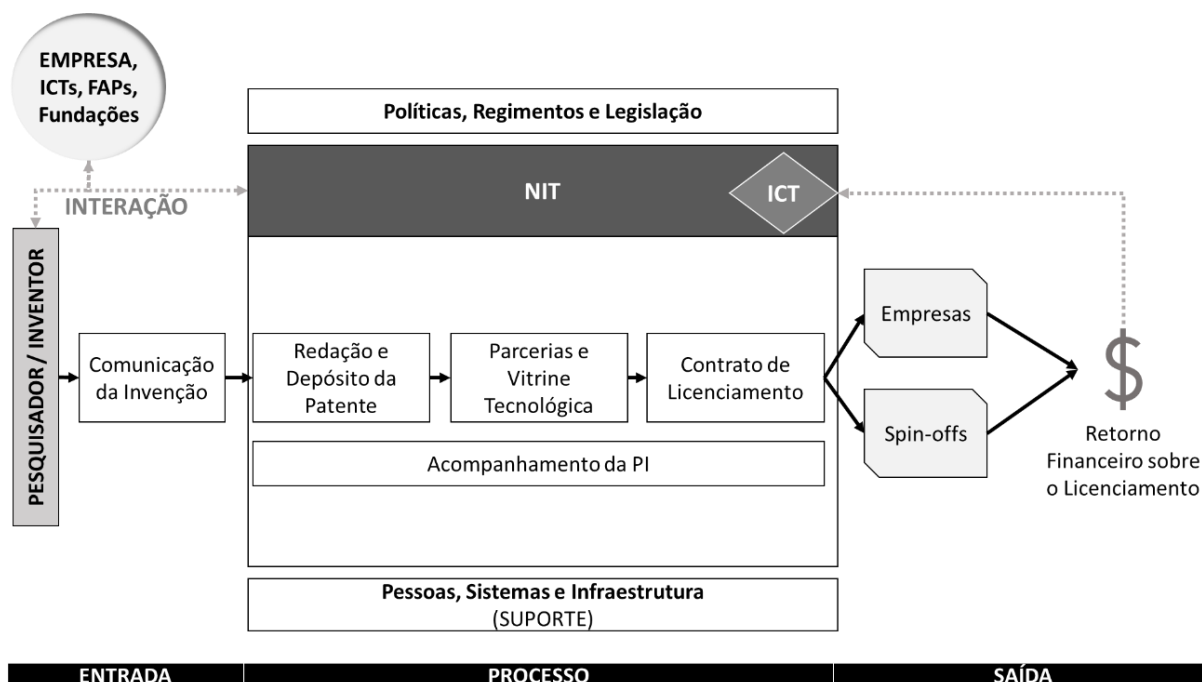 EMPRESA,
ICTs, FAPs,
Fundações
Políticas, Regimentos e Legislação
NIT
ICT
INTERAÇÃO
PESQUISADOR / INVENTOR
Comunicação
da Invenção
Redação e
Depósito da
Patente
Parcerias e
Vitrine
Tecnológica
Contrato de
Licenciamento
Acompanhamento da PI
Empresas
Spin-offs
$
Retorno
Financeiro sobre
o Licenciamento
Pessoas, Sistemas e Infraestrutura
(SUPORTE)
ENTRADA
PROCESSO
SAÍDA